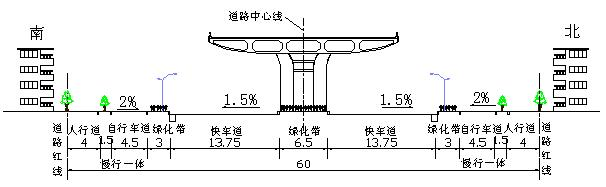 道路中心线
南
北
2%
1.5%
1.5%
2%
道路红线
人行道
自行车道
绿化带
快车道
绿化带
快车道
绿化带
自行车道
人行道
道路红线
4
1.5
4.5
3
13.75
6.5
13.75
3
4.5
1.5
4
慢行一体
60
慢行一体